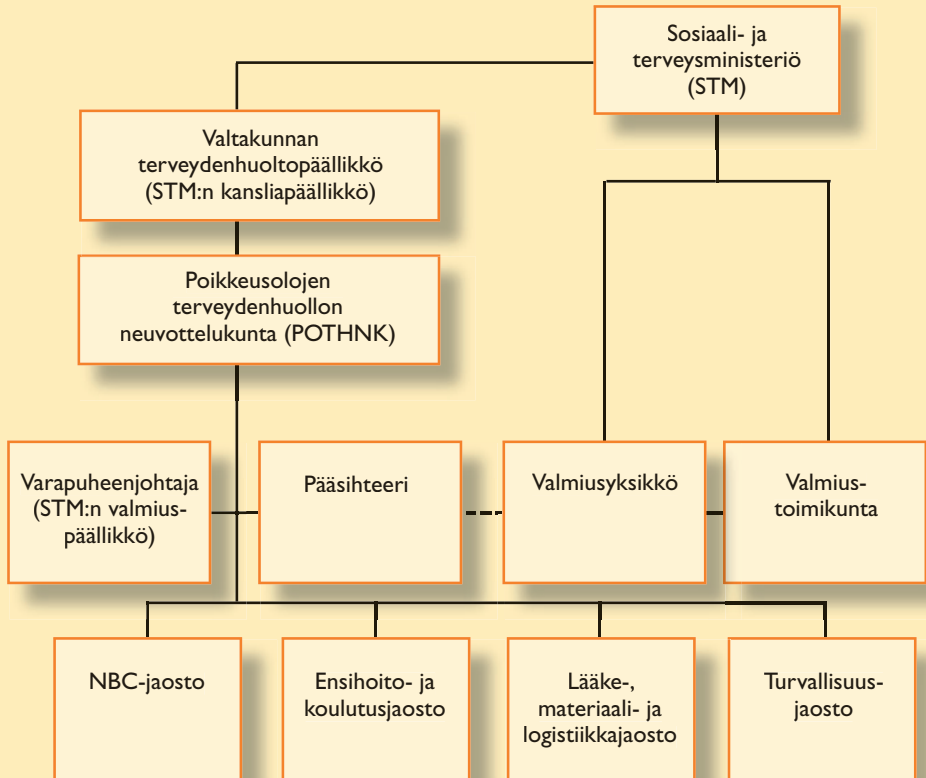 Sosiaali- ja
terveysministeriö
(STM)
Valtakunnan
terveydenhuoltopäällikkö
(STM:n kansliapäällikkö)
Poikkeusolojen
terveydenhuollon
neuvottelukunta (POTHNK)
Varapuheenjohtaja
(STM:n valmius-
päällikkö)
Pääsihteeri
Valmiusyksikkö
Valmius-
toimikunta
NBC-jaosto
Ensihoito- ja
koulutusjaosto
Lääke-,
materiaali- ja
logistiikkajaosto
Turvallisuus-
jaosto